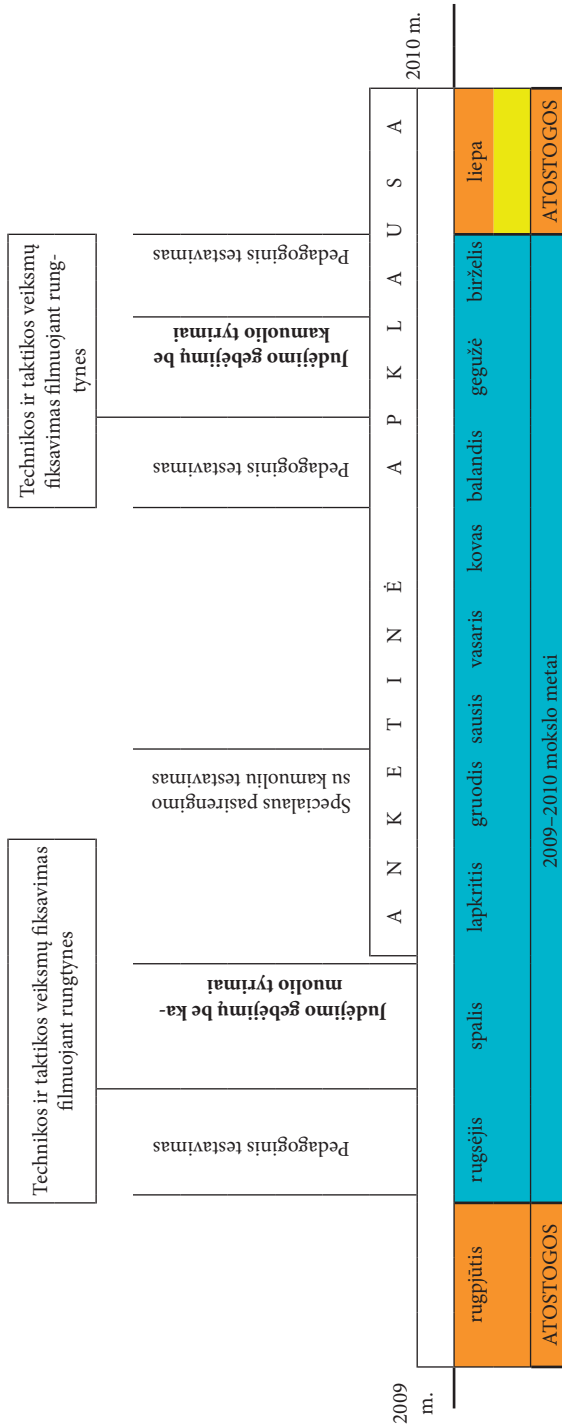 Technikos ir taktikos veiksmų fiksavimas
filmuojant rungtynes
Technikos ir taktikos veiksmų
fiksavimas filmuojant rung-
tynes
Pedagoginis testavimas
Judėjimo gebėjimų be ka-
muolio tyrimai
Specialaus pasirengimo
su kamuoliu testavimas
Pedagoginis testavimas
Judėjimo gebėjimų be
kamuolio tyrimai
Pedagoginis testavimas
A N K E T I N Ė A P K L A U S A
2009
m.
2010 m.
rugpjūtis rugsėjis spalis lapkritis gruodis sausis vasaris kovas balandis gegužė birželis liepa
ATOSTOGOS 2009–2010 mokslo metai ATOSTOGOS